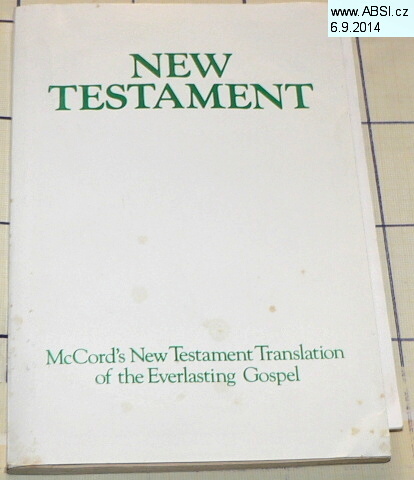 www.ABSI.cz
6.9.2014
NEW
TESTAMENT
McCord's New Testament Translation
of the Everlasting Gospel